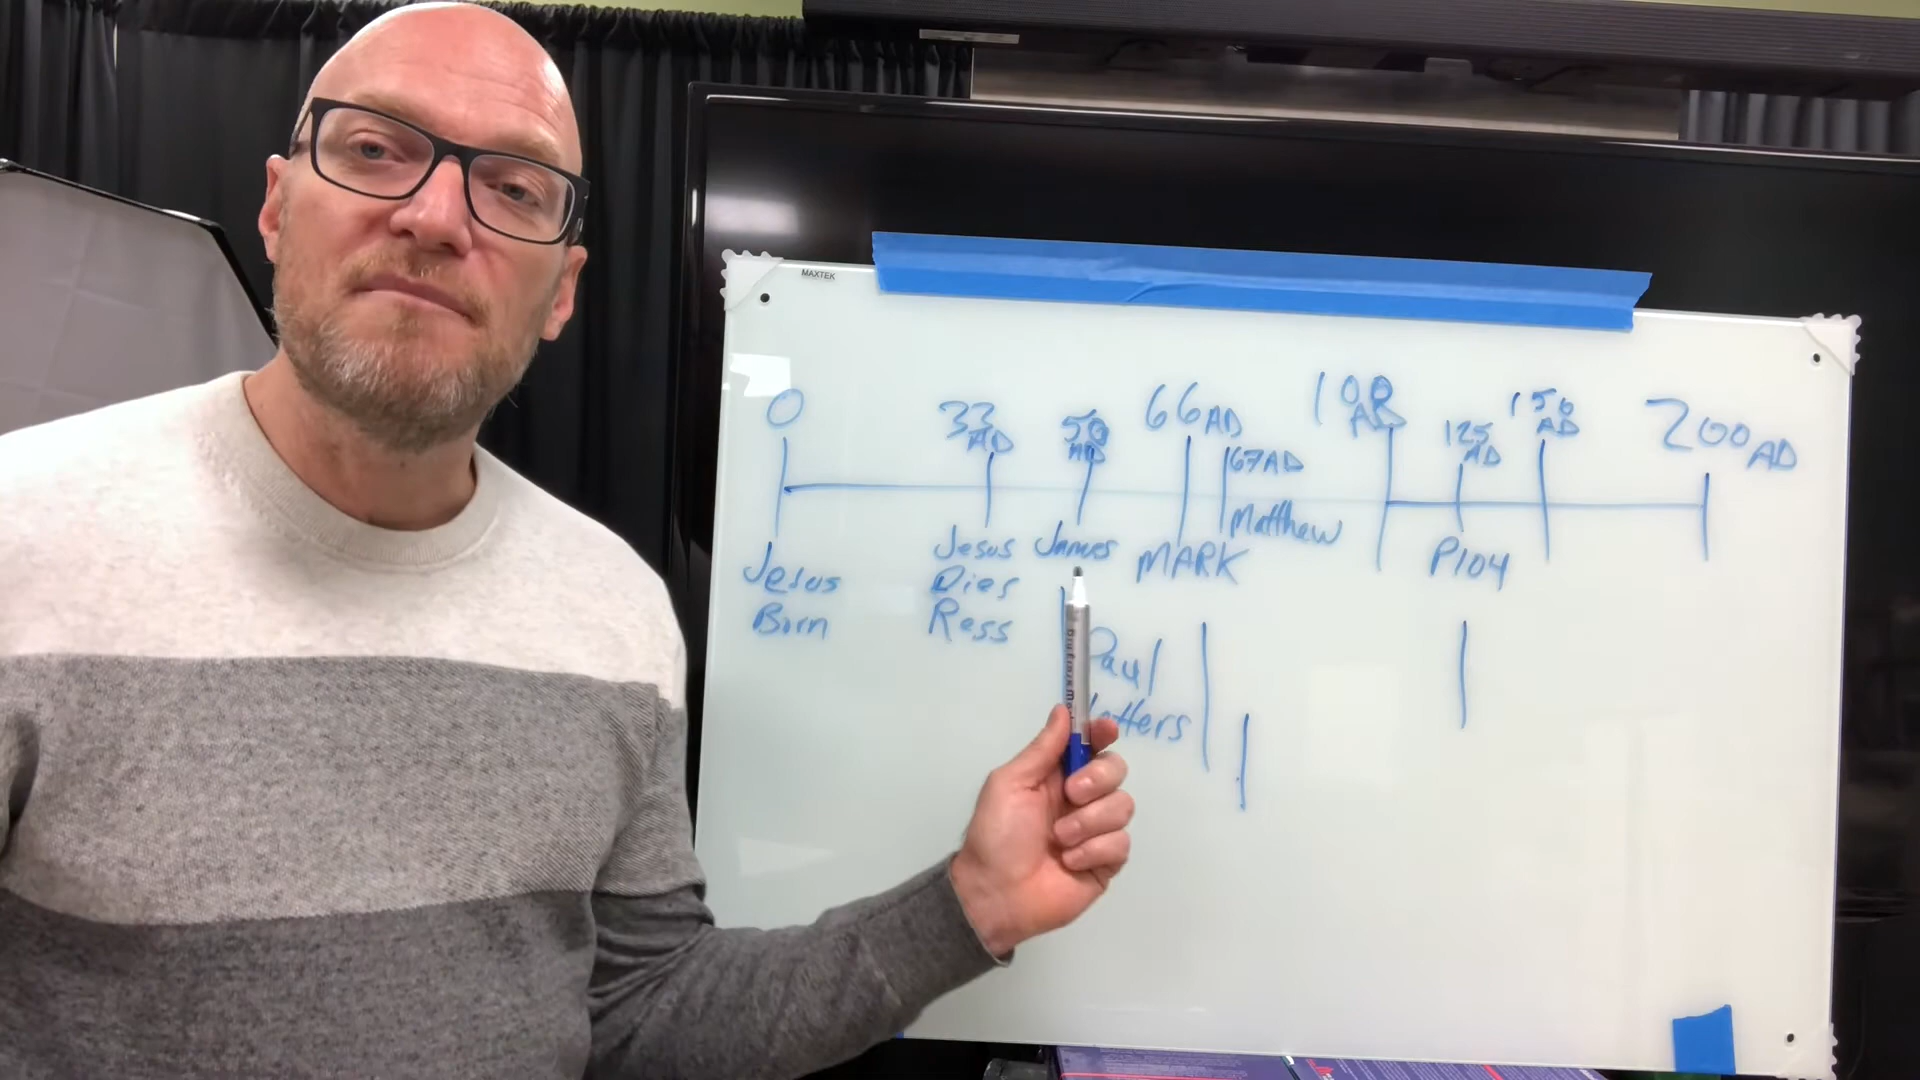 MAXTEK
0
33
AD
50
AD
66 AD
67 AD
100
AD
125
AD
150
AD
200 AD
Jesus
Born
Jesus
Dies
Ress
James
MARK
Matthew
P104
Paul
Letters